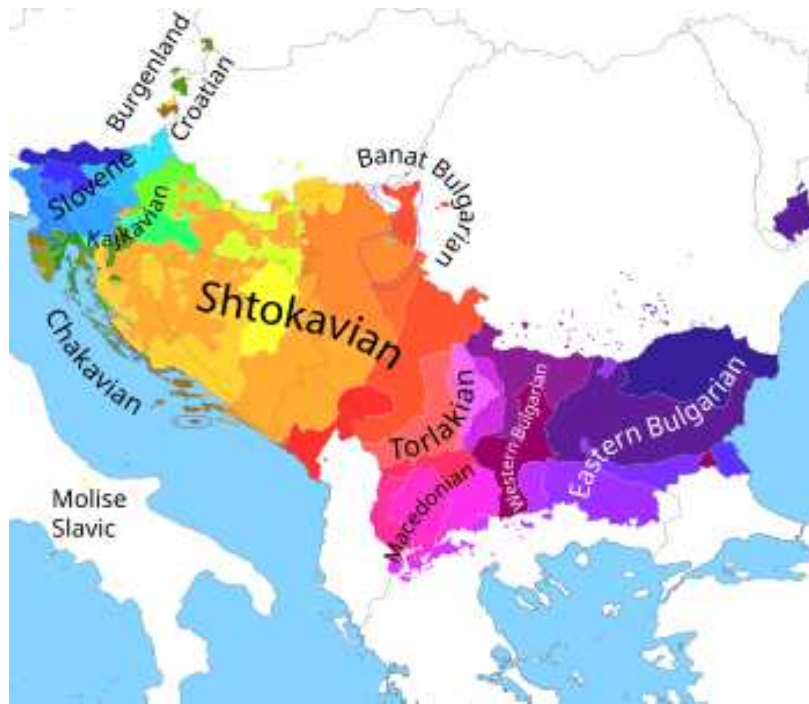 Burgenland
Croatian
Slovene
Kajkavian
Banat Bulgarian
Shtokavian
Chakavian
Torlakian
Western Bulgarian
Eastern Bulgarian
Macedonian
Molise
Slavic